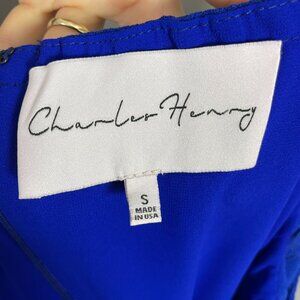 Charles Henry
S
MADE
IN USA